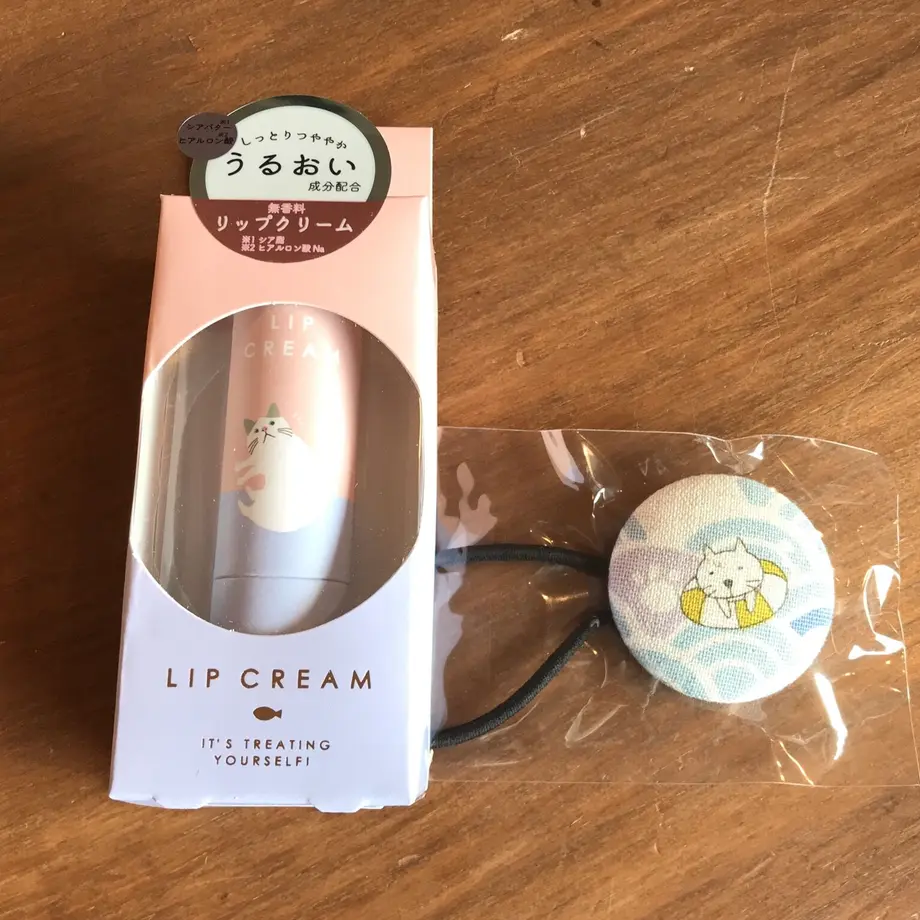 ※1
シアバター
※2
ヒアルロン酸
しっとりつややか
うるおい
成分配合
無香料
リップクリーム
※1 シア脂
※2 ヒアルロン酸Na
LIP
CREAM
LIP CREAM
IT'S TREATING
YOURSELF!